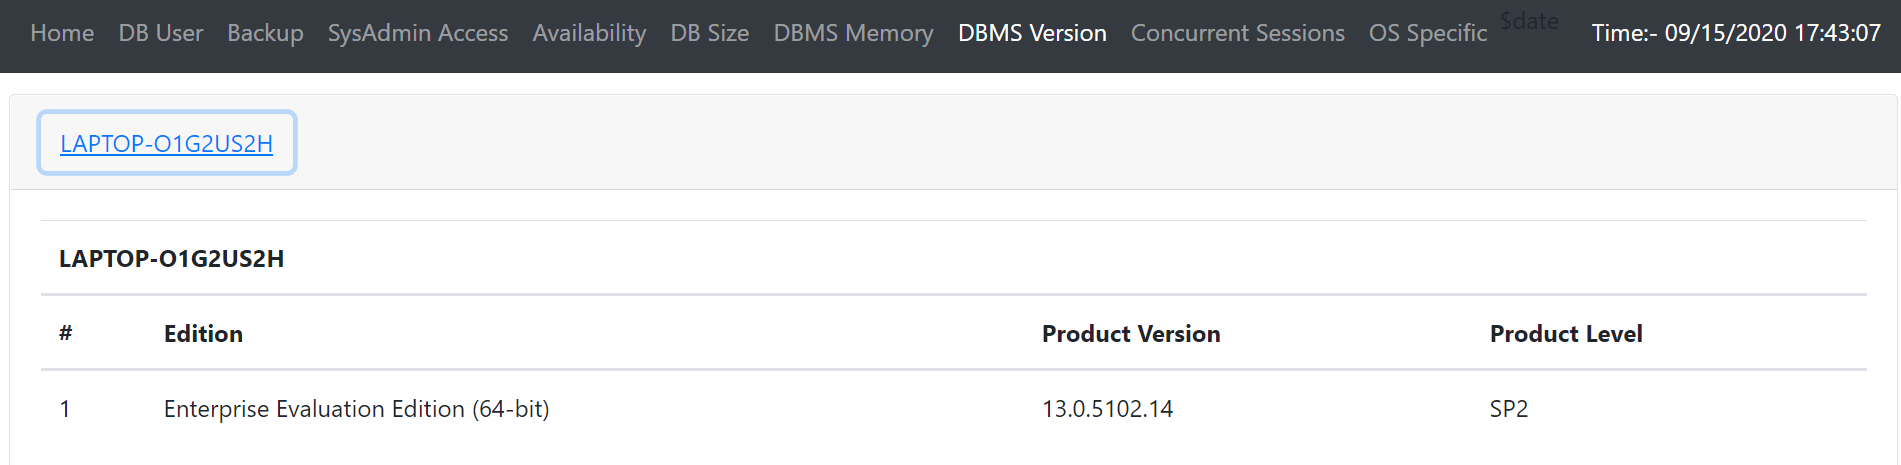 Home DB User Backup SysAdmin Access Availability DB Size DBMS Memory DBMS Version Concurrent Sessions OS Specific $date Time:- 09/15/2020 17:43:07
LAPTOP-O1G2US2H
LAPTOP-O1G2US2H
# Edition Product Version Product Level
1 Enterprise Evaluation Edition (64-bit) 13.0.5102.14 SP2